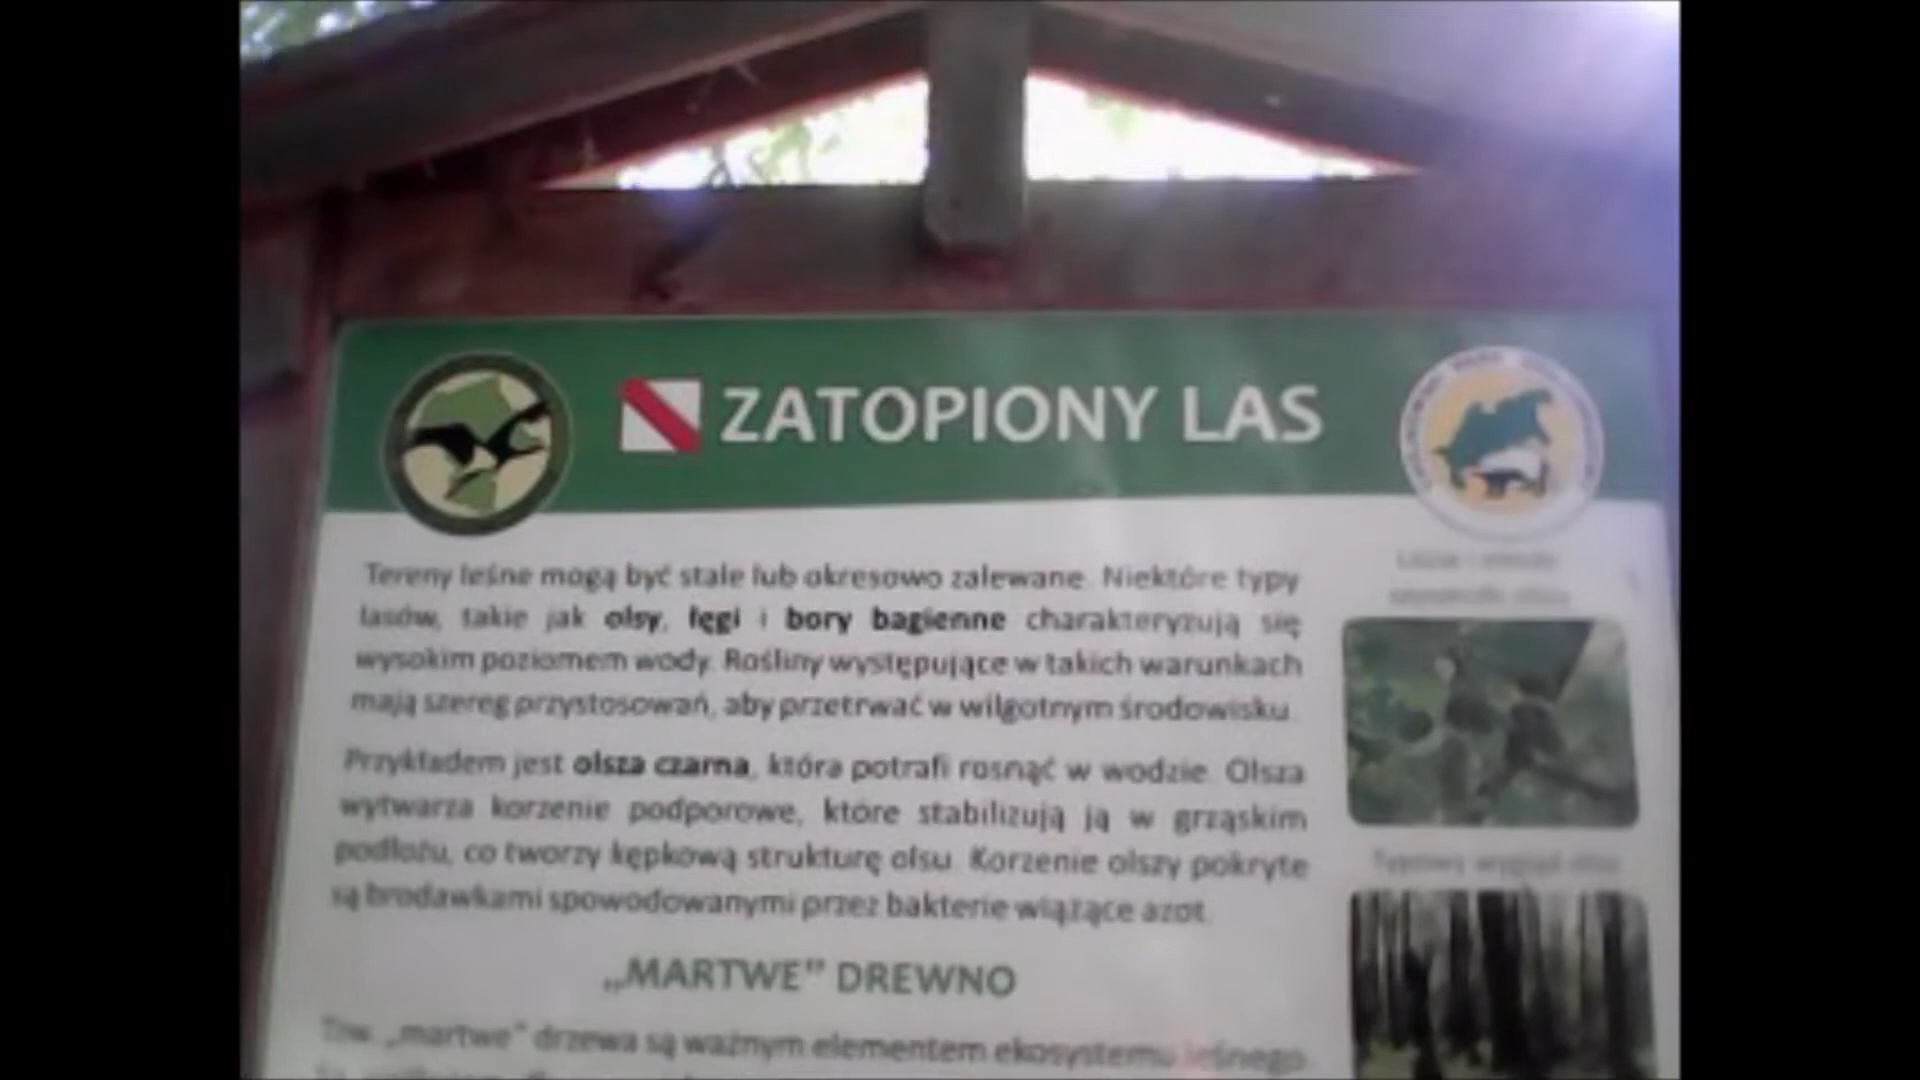 ZATOPIONY LAS
Tereny leśne mogą być stale lub okresowo zalewane. Niektóre typy
lasów, takie jak olsy, łęgi i bory bagienne charakteryzują się
wysokim poziomem wody. Rośliny występujące w takich warunkach
mają szereg przystosowań, aby przetrwać w wilgotnym środowisku.
Przykładem jest olsza czarna, która potrafi rosnąć w wodzie. Olsza
wytwarza korzenie podporowe, które stabilizują ją w grząskim
podłożu, co tworzy kępkową strukturę olsu. Korzenie olszy pokryte
są brodawkami spowodowanymi przez bakterie wiążące azot.
Typowy wygląd olsu
„MARTWE” DREWNO
Tzw. „martwe” drzewa są ważnym elementem ekosystemu leśnego